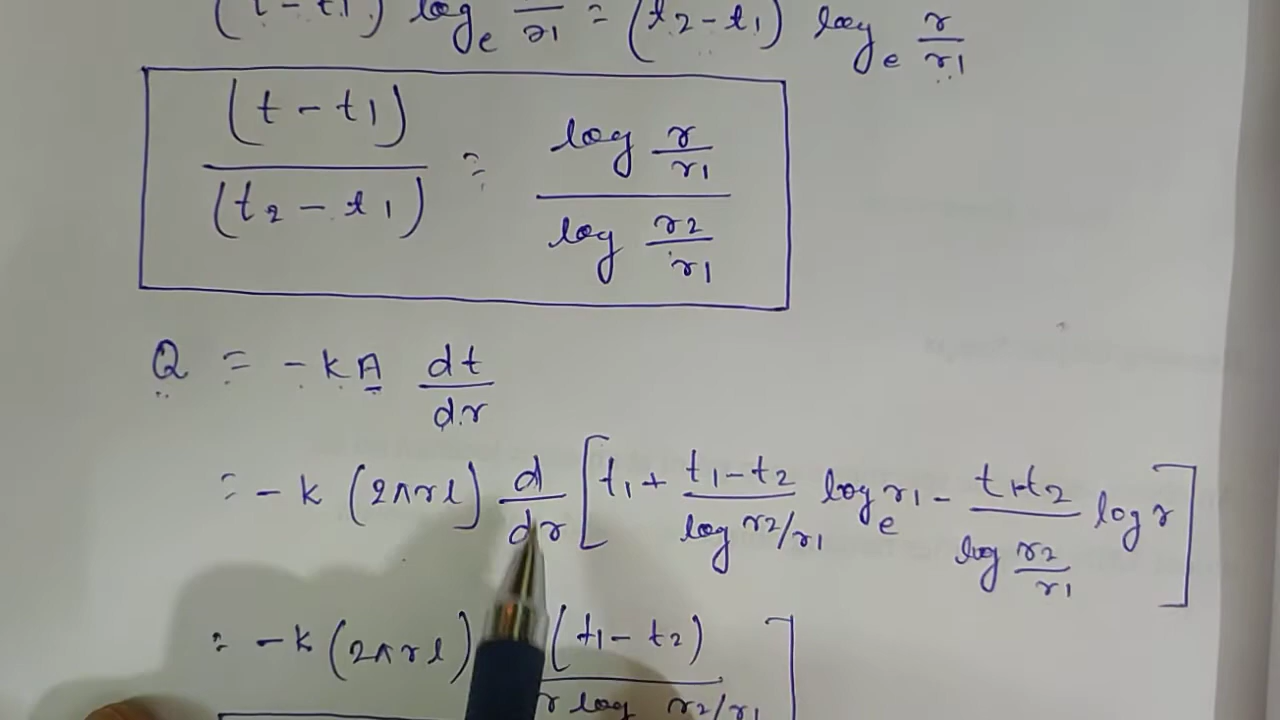 (t-t1) loge /r1 = (t2-t1) loge r/r1
(t-t1)/(t2-t1) = log r/r1 / log r2/r1
Q = -kA dt/dr
= -k (2πrl) d/dr [t1 + t1-t2/log r2/r1 loge r1 - t1-t2/log r2/r1 log r]
= -k (2πrl) (t1-t2)/r log r2/r1]